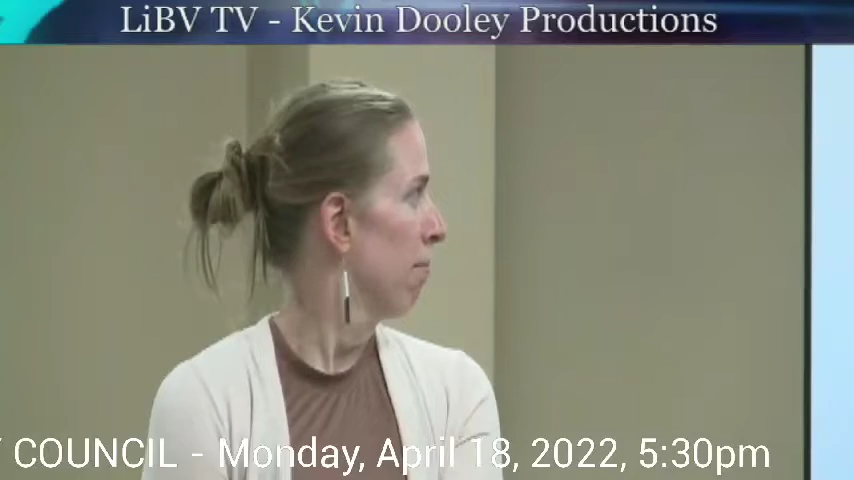 LiBV TV - Kevin Dooley Productions
COUNCIL - Monday, April 18, 2022, 5:30pm